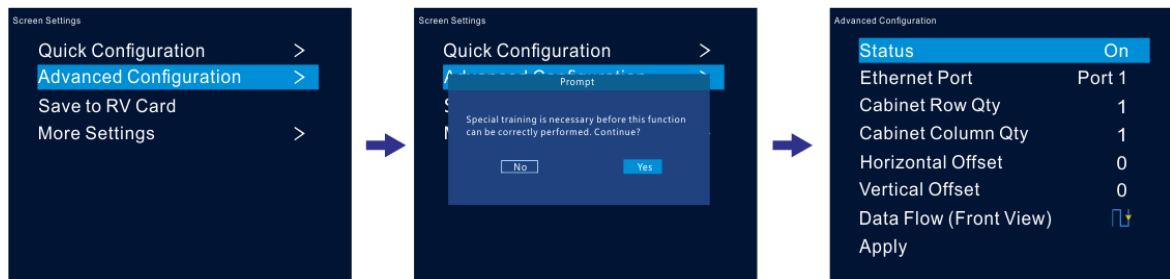 Screen Settings
Quick Configuration >
Advanced Configuration >
Save to RV Card
More Settings >
Screen Settings
Quick Configuration >
Advanced Configuration >
Prompt
Special training is necessary before this function
can be correctly performed. Continue?
No Yes
Advanced Configuration
Status On
Ethernet Port Port 1
Cabinet Row Qty 1
Cabinet Column Qty 1
Horizontal Offset 0
Vertical Offset 0
Data Flow (Front View)
Apply